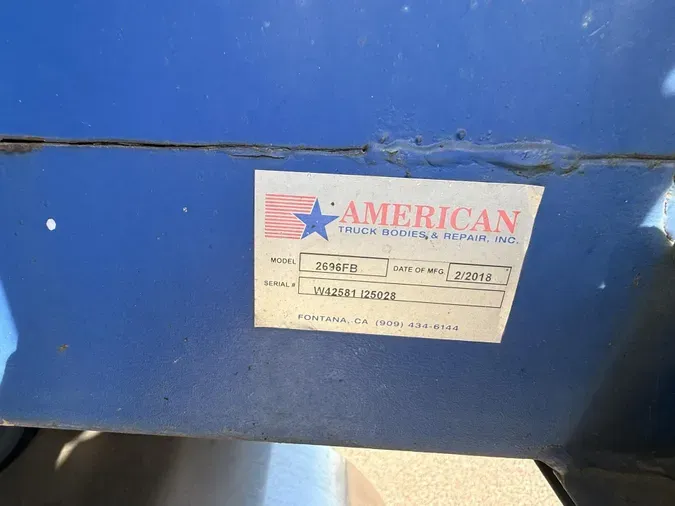 AMERICAN
TRUCK BODIES & REPAIR, INC.
MODEL 2696FB DATE OF MFG. 2/2018
SERIAL # W42581 I25028
FONTANA, CA (909) 434-6144